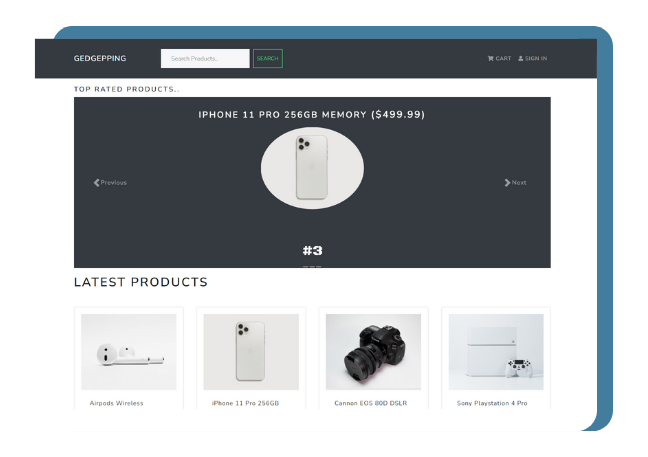 GEDGEPPING
Search Products..
SEARCH
CART
SIGN IN
TOP RATED PRODUCTS..
IPHONE 11 PRO 256GB MEMORY ($499.99)
Previous
Next
#3
LATEST PRODUCTS
Airpods Wireless
iPhone 11 Pro 256GB
Cannon EOS 80D DSLR
Sony Playstation 4 Pro